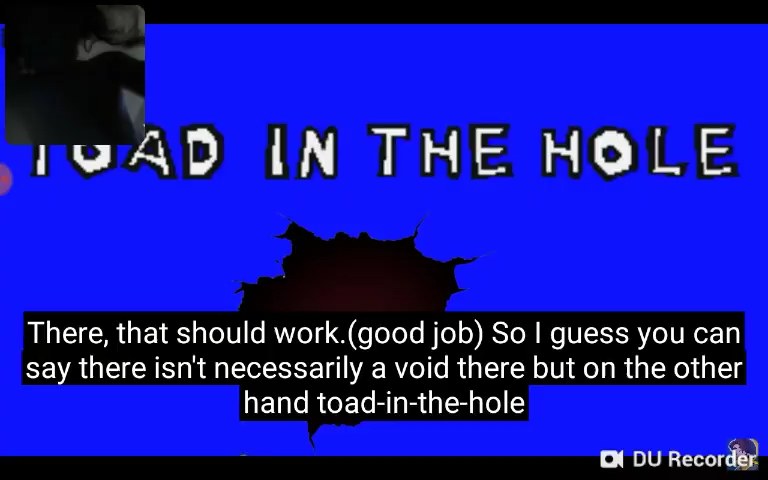 TOAD IN THE HOLE
There, that should work.(good job) So I guess you can
say there isn't necessarily a void there but on the other
hand toad-in-the-hole
DU Recorder